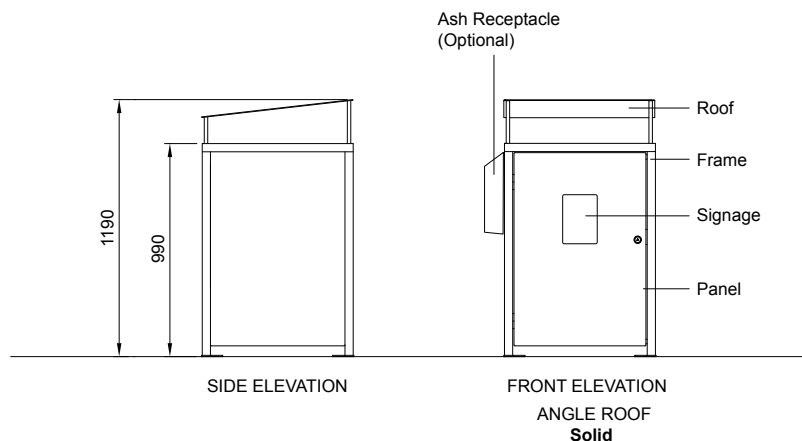 Ash Receptacle
(Optional)
Roof
Frame
Signage
Panel
1190
990
SIDE ELEVATION
FRONT ELEVATION
ANGLE ROOF
Solid